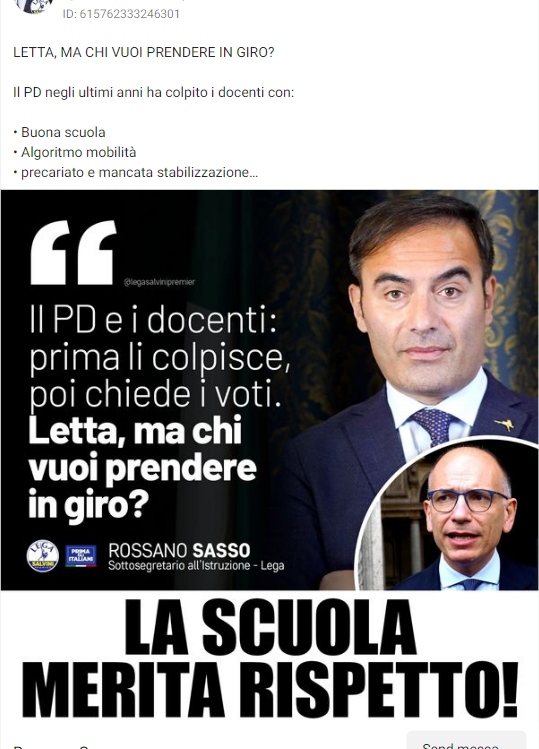 ID: 615762333246301
LETTA, MA CHI VUOI PRENDERE IN GIRO?
Il PD negli ultimi anni ha colpito i docenti con:
• Buona scuola
• Algoritmo mobilità
• precariato e mancata stabilizzazione...
@legasalvinipremier
Il PD e i docenti:
prima li colpisce,
poi chiede i voti.
Letta, ma chi
vuoi prendere
in giro?
LEGA
SALVINI
PREMIER
PRIMA
GLI
ITALIANI
ROSSANO SASSO
Sottosegretario all'Istruzione - Lega
LA SCUOLA
MERITA RISPETTO!